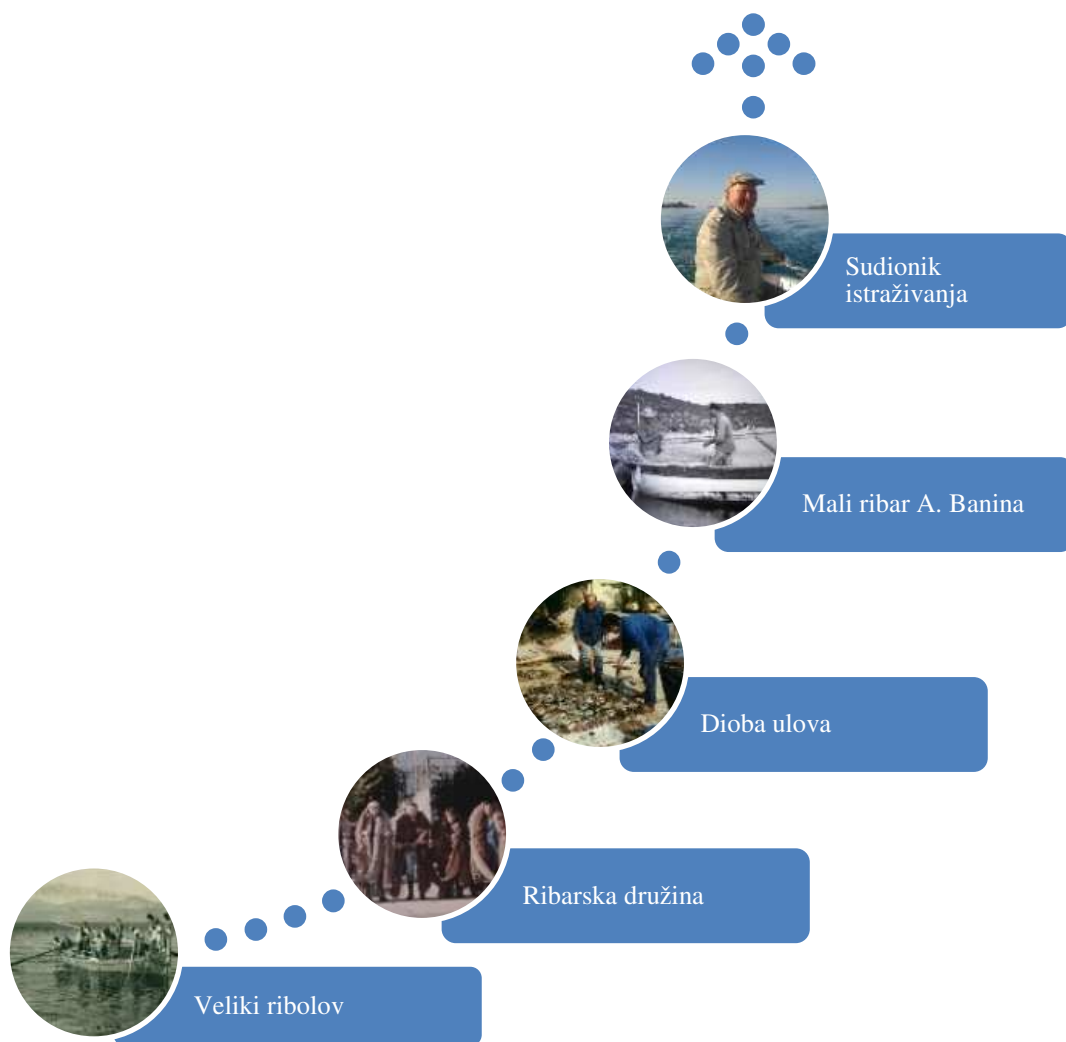 Sudionik
istraživanja
Mali ribar A. Banina
Dioba ulova
Ribarska družina
Veliki ribolov